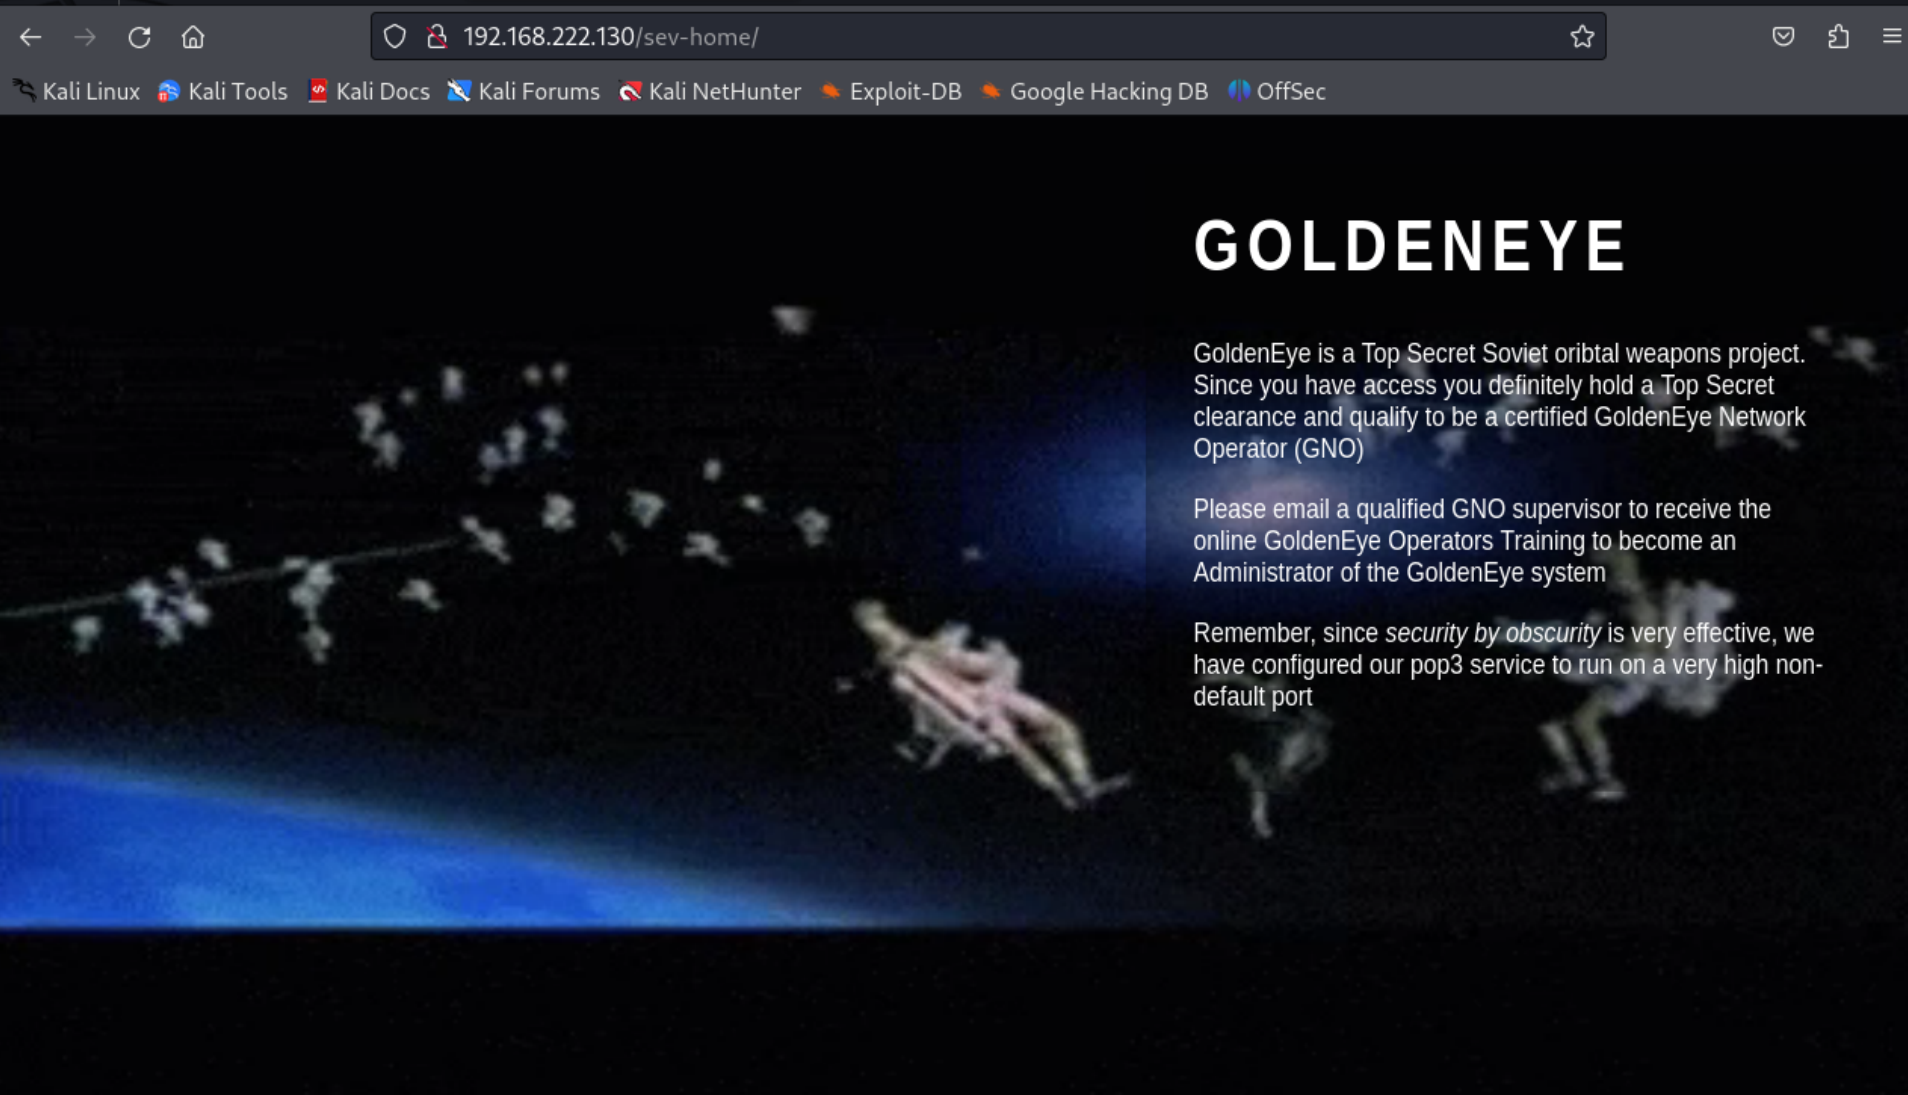 192.168.222.130/sev-home/
Kali Linux Kali Tools Kali Docs Kali Forums Kali NetHunter Exploit-DB Google Hacking DB OffSec
GOLDENEYE
GoldenEye is a Top Secret Soviet oribtal weapons project.
Since you have access you definitely hold a Top Secret
clearance and qualify to be a certified GoldenEye Network
Operator (GNO)
Please email a qualified GNO supervisor to receive the
online GoldenEye Operators Training to become an
Administrator of the GoldenEye system
Remember, since security by obscurity is very effective, we
have configured our pop3 service to run on a very high non-
default port